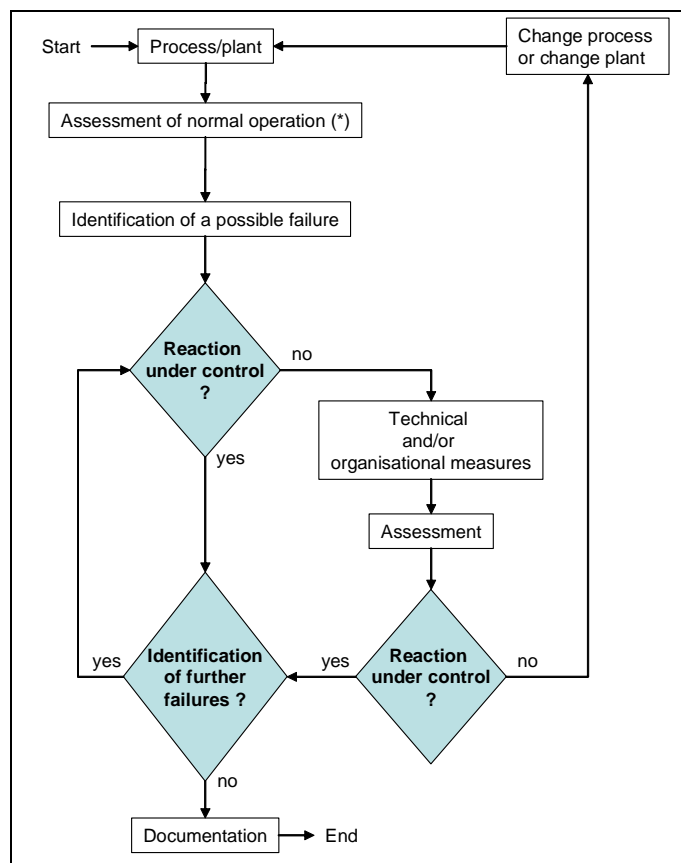 Start
Process/plant
Change process
or change plant
Assessment of normal operation (*)
Identification of a possible failure
Reaction
under control
?
no
yes
Technical
and/or
organisational measures
Assessment
Reaction
under control
?
yes
no
Identification
of further
failures ?
yes
no
Documentation
End